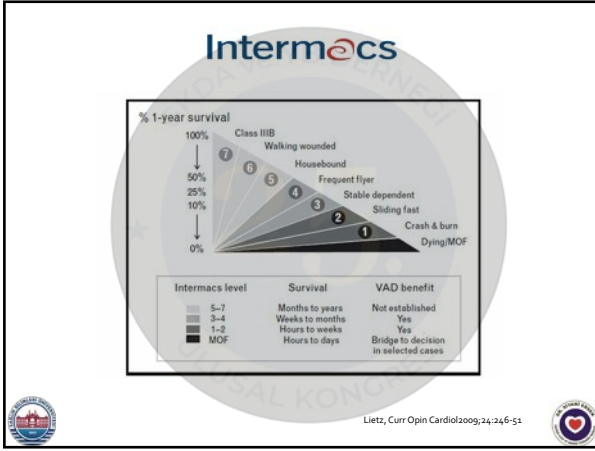 Intermacs
% 1-year survival
100%
50%
25%
10%
0%
Class IIIB
Walking wounded
Housebound
Frequent flyer
Stable dependent
Sliding fast
Crash & burn
Dying/MOF
7
6
5
4
3
2
1
Intermacs level Survival VAD benefit
5–7 Months to years Not established
3–4 Weeks to months Yes
1–2 Hours to weeks Yes
MOF Hours to days Bridge to decision
in selected cases
ULUSAL KONGRE
Lietz, Curr Opin Cardiol2009;24:246-51